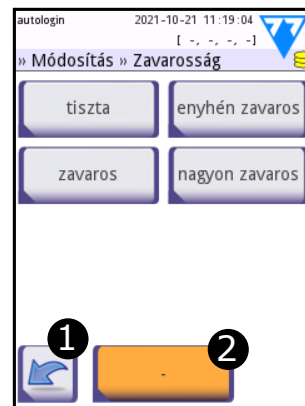 autologin 2021-10-21 11:19:04
[ -, -, -, -]
» Módosítás » Zavarosság
tiszta enyhén zavaros
zavaros nagyon zavaros
1 2
-